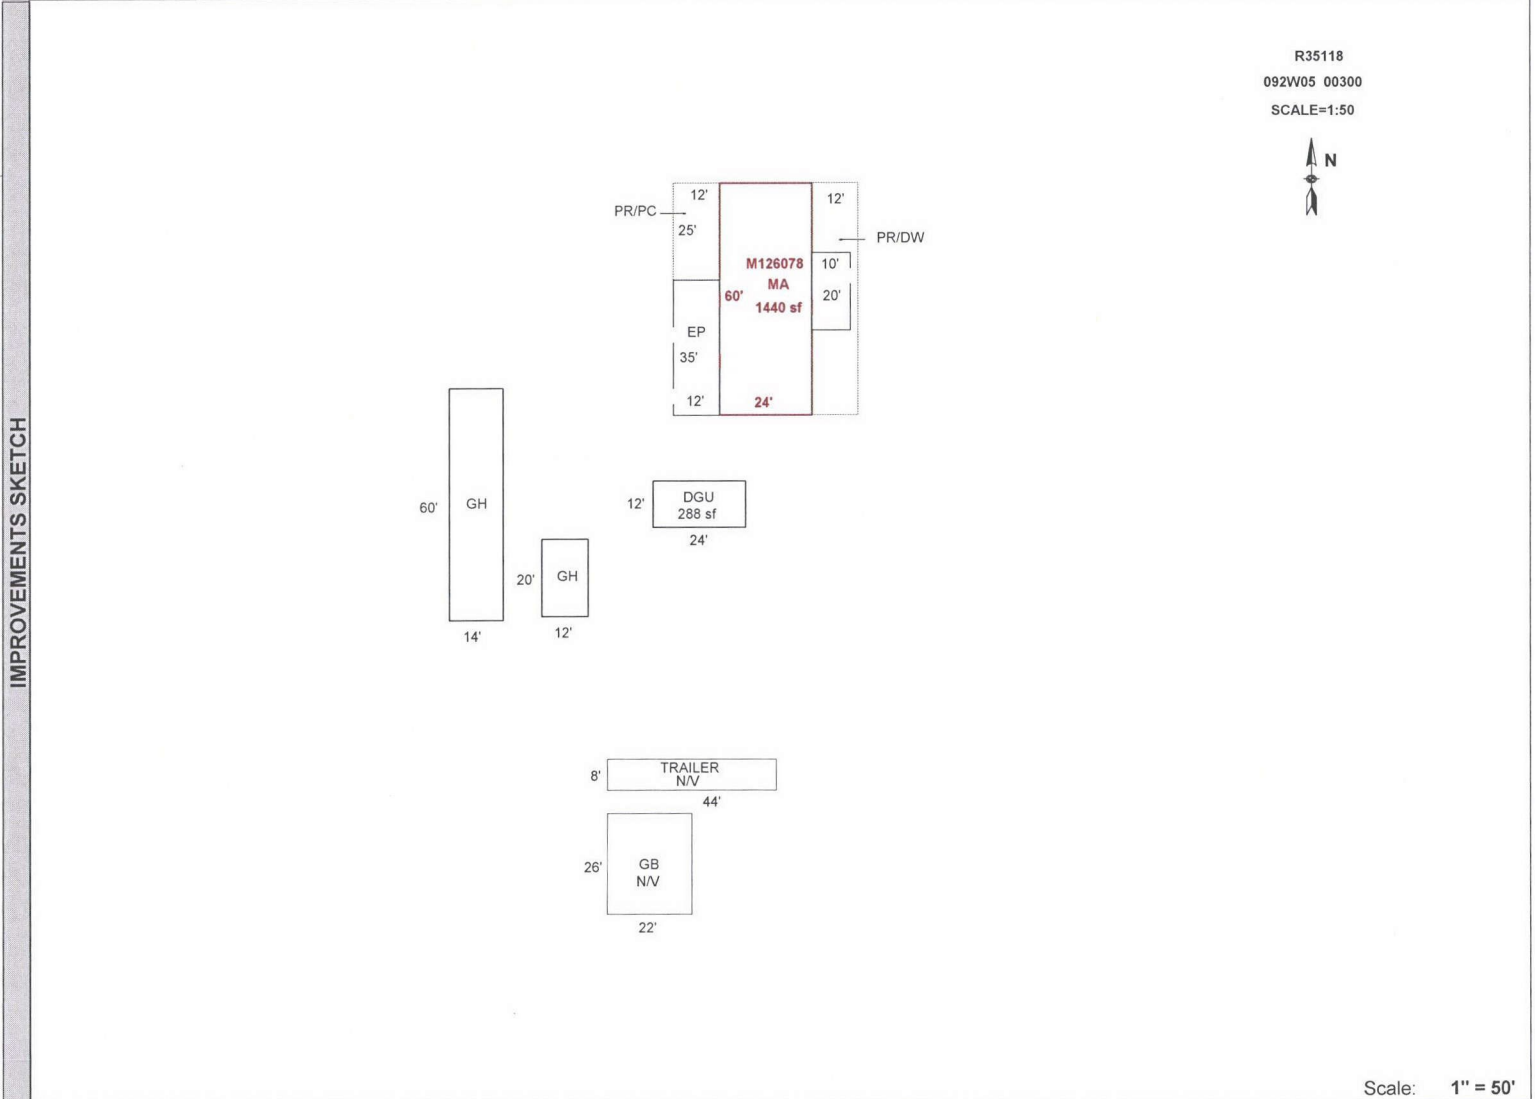 IMPROVEMENTS SKETCH
R35118
092W05 00300
SCALE=1:50
N
12'
12'
PR/PC
25'
PR/DW
M126078
10'
MA
60'
20'
1440 sf
EP
35'
12'
24'
60'
GH
14'
20'
GH
12'
12'
DGU
288 sf
24'
8'
TRAILER
N/V
44'
26'
GB
N/V
22'
Scale: 1" = 50'